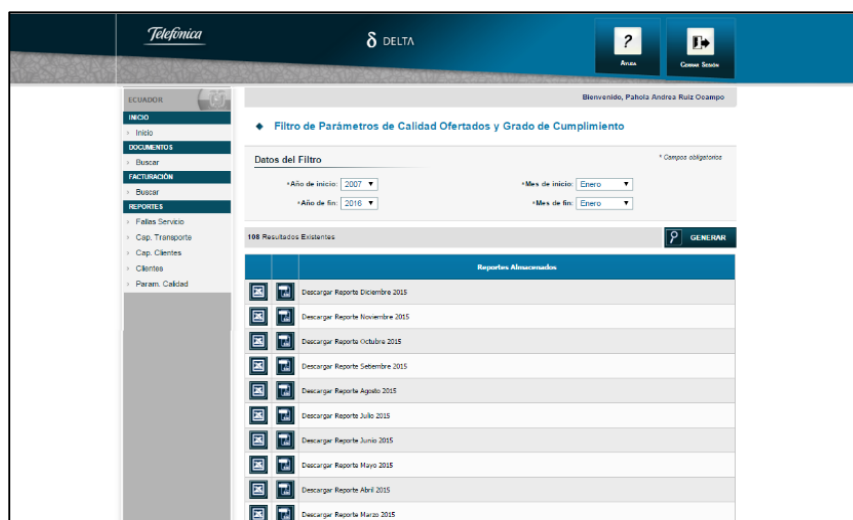 Telefónica
δ DELTA
?
Ayuda
Cerrar Sesión
ECUADOR
Bienvenido, Pahola Andrea Ruiz Ocampo
INICIO
Inicio
DOCUMENTOS
Buscar
FACTURACIÓN
Buscar
REPORTES
Fallas Servicio
Cap. Transporte
Cap. Clientes
Clientes
Param. Calidad
Filtro de Parámetros de Calidad Ofertados y Grado de Cumplimiento
Datos del Filtro
* Campos obligatorios
*Año de inicio: 2007
*Mes de inicio: Enero
*Año de fin: 2016
*Mes de fin: Enero
108 Resultados Existentes
GENERAR
Reportes Almacenados
Descargar Reporte Diciembre 2015
Descargar Reporte Noviembre 2015
Descargar Reporte Octubre 2015
Descargar Reporte Setiembre 2015
Descargar Reporte Agosto 2015
Descargar Reporte Julio 2015
Descargar Reporte Junio 2015
Descargar Reporte Mayo 2015
Descargar Reporte Abril 2015
Descargar Reporte Marzo 2015